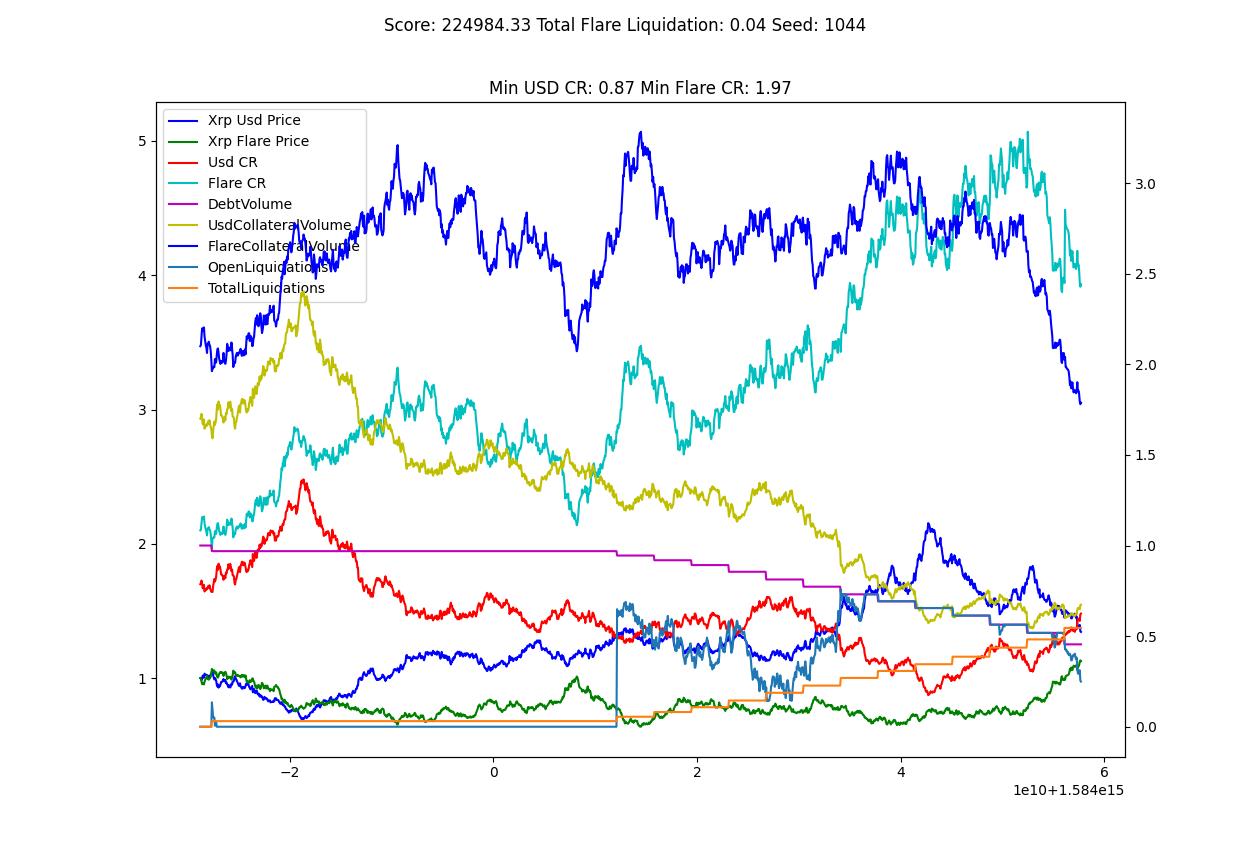 Score: 224984.33 Total Flare Liquidation: 0.04 Seed: 1044
Min USD CR: 0.87 Min Flare CR: 1.97
Xrp Usd Price
Xrp Flare Price
Usd CR
Flare CR
DebtVolume
UsdCollateralVolume
FlareCollateralVolume
OpenLiquidations
TotalLiquidations
5
4
3
2
1
3.0
2.5
2.0
1.5
1.0
0.5
0.0
−2
0
2
4
6
1e10+1.584e15